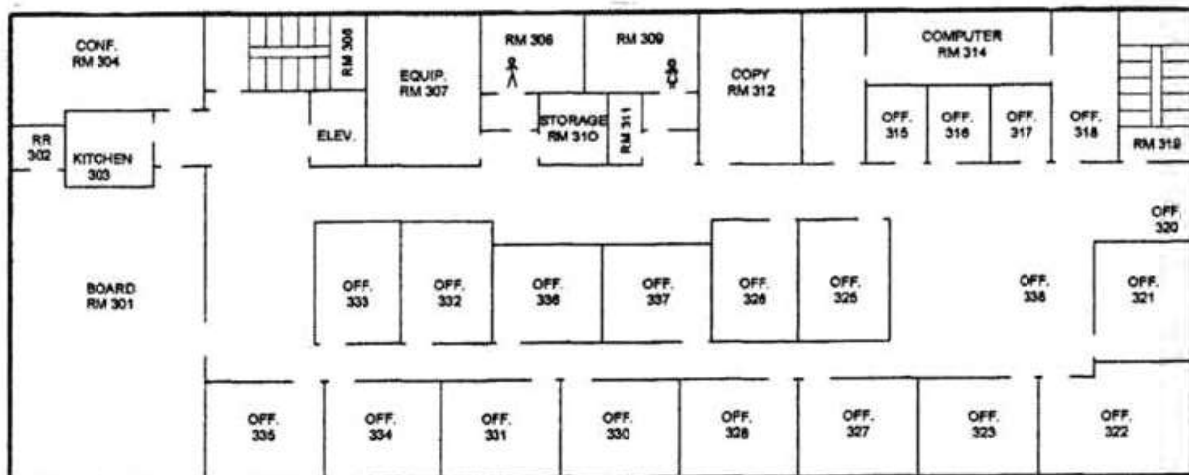 CONF.
RM 304
RM 305
EQUIP.
RM 307
RM 306
RM 309
COPY
RM 312
COMPUTER
RM 314
RR
302
KITCHEN
303
ELEV.
STORAGE
RM 310
RM 311
OFF.
315
OFF.
316
OFF.
317
OFF.
318
RM 319
OFF.
320
BOARD
RM 301
OFF.
333
OFF.
332
OFF.
336
OFF.
337
OFF.
326
OFF.
325
OFF.
338
OFF.
321
OFF.
335
OFF.
334
OFF.
331
OFF.
330
OFF.
328
OFF.
327
OFF.
323
OFF.
322